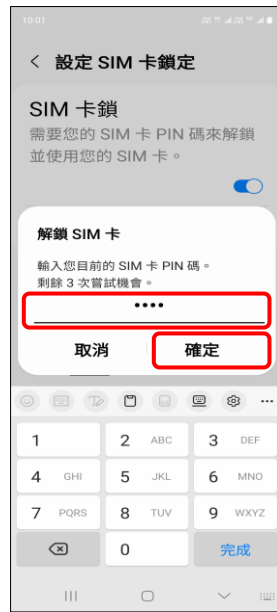 10:01
< 設定 SIM 卡鎖定
SIM 卡鎖
需要您的 SIM 卡 PIN 碼來解鎖
並使用您的 SIM 卡。
解鎖 SIM 卡
輸入您目前的 SIM 卡 PIN 碼。
剩餘 3 次嘗試機會。
••••
取消 確定
1 2 ABC 3 DEF
4 GHI 5 JKL 6 MNO
7 PQRS 8 TUV 9 WXYZ
0 完成